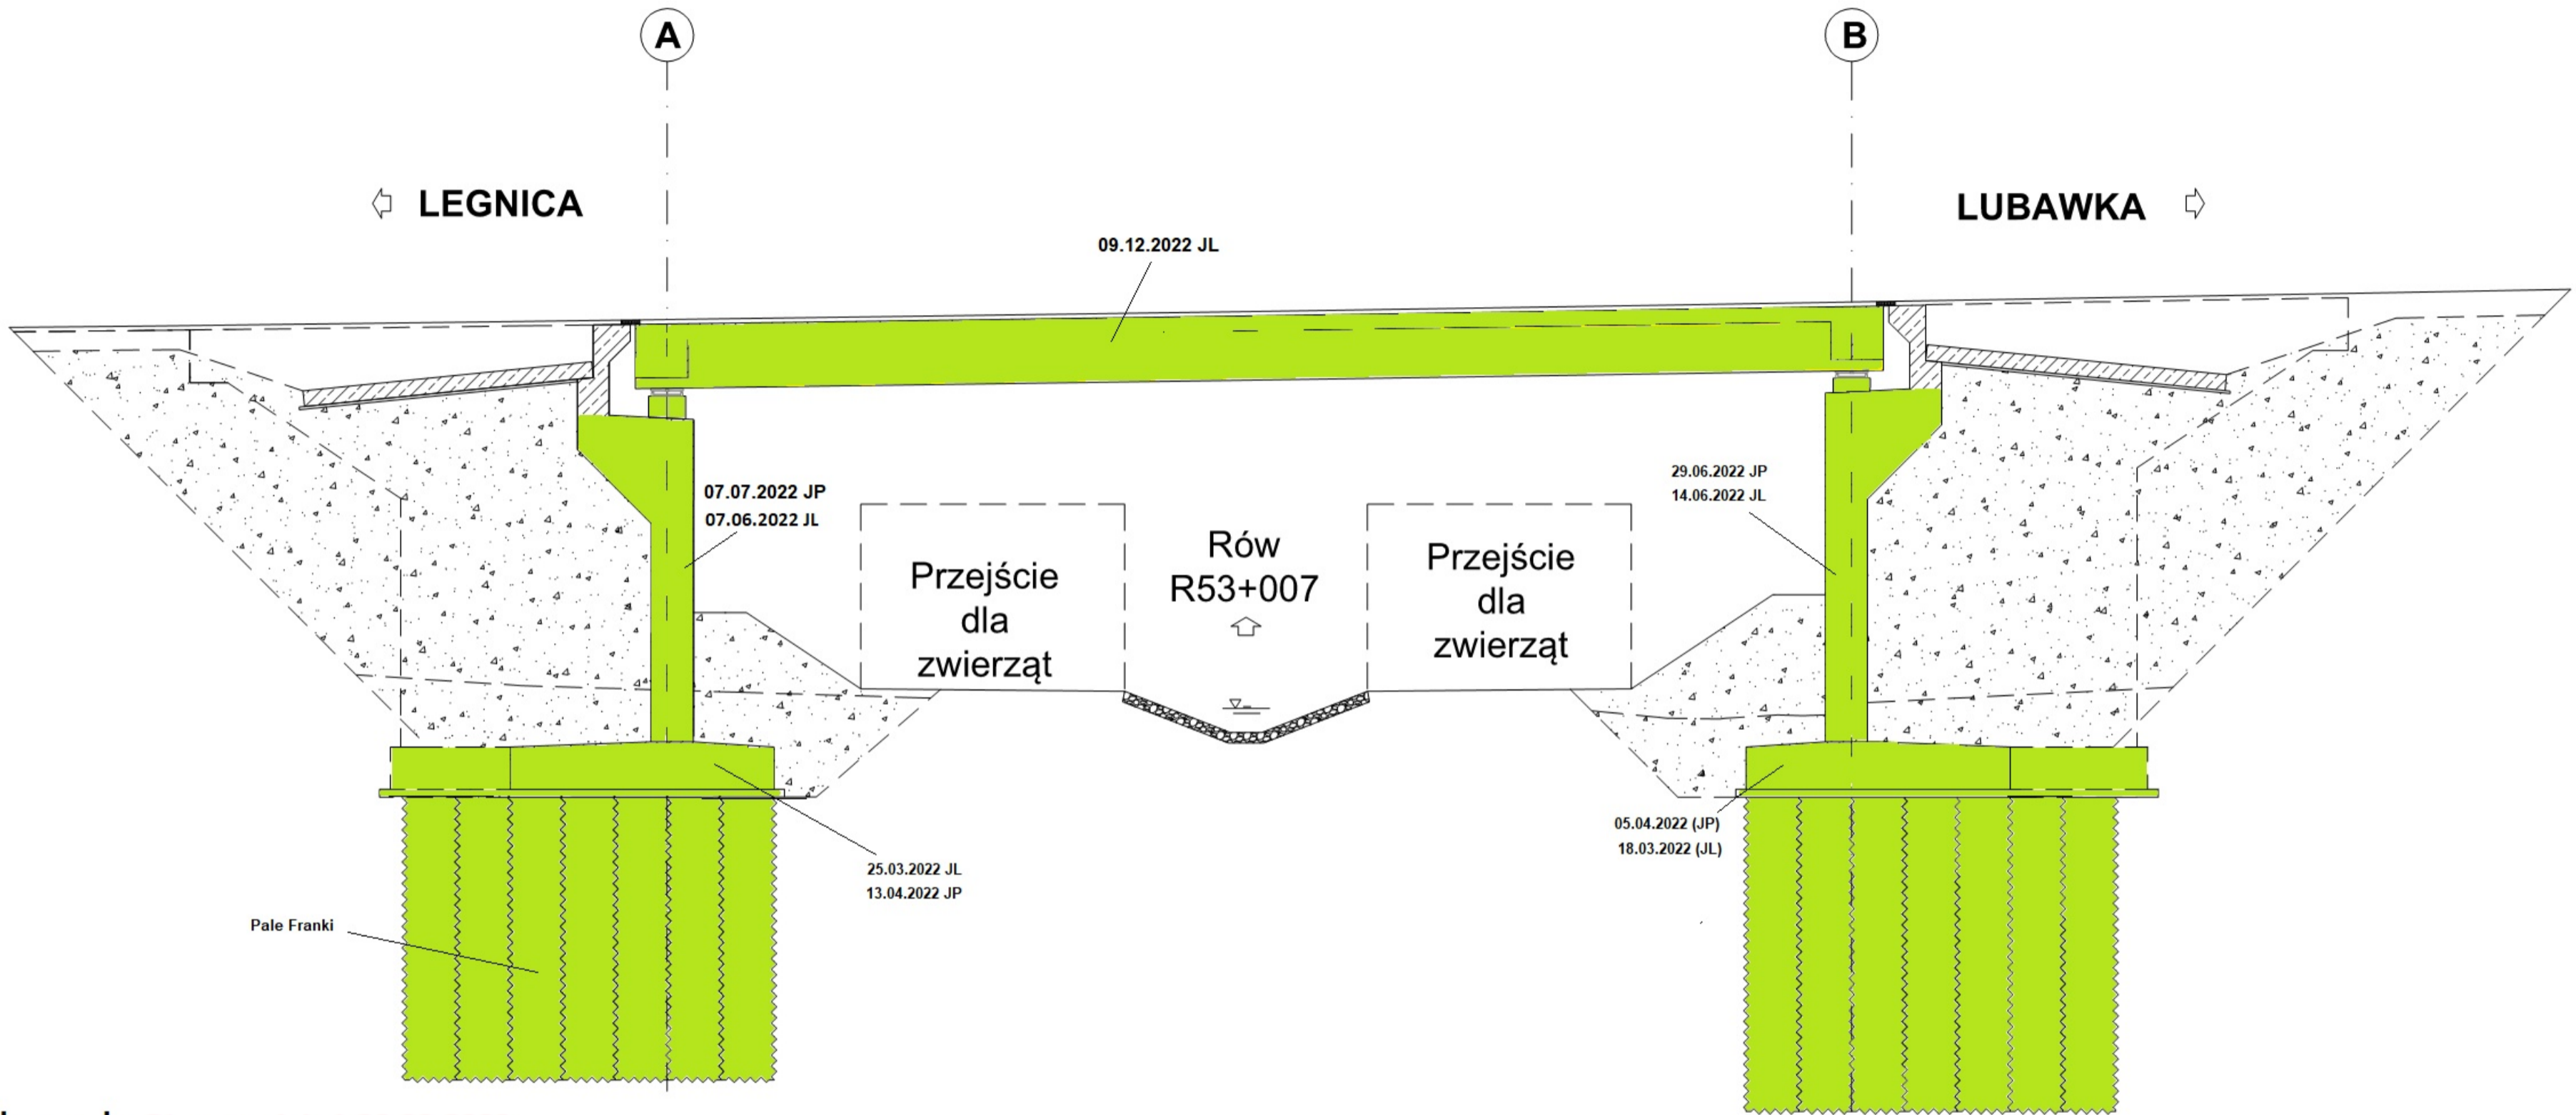 A
B
LEGNICA
LUBAWKA
09.12.2022 JL
07.07.2022 JP
07.06.2022 JL
29.06.2022 JP
14.06.2022 JL
Przejście
dla
zwierząt
Rów
R53+007
Przejście
dla
zwierząt
25.03.2022 JL
13.04.2022 JP
05.04.2022 (JP)
18.03.2022 (JL)
Pale Franki